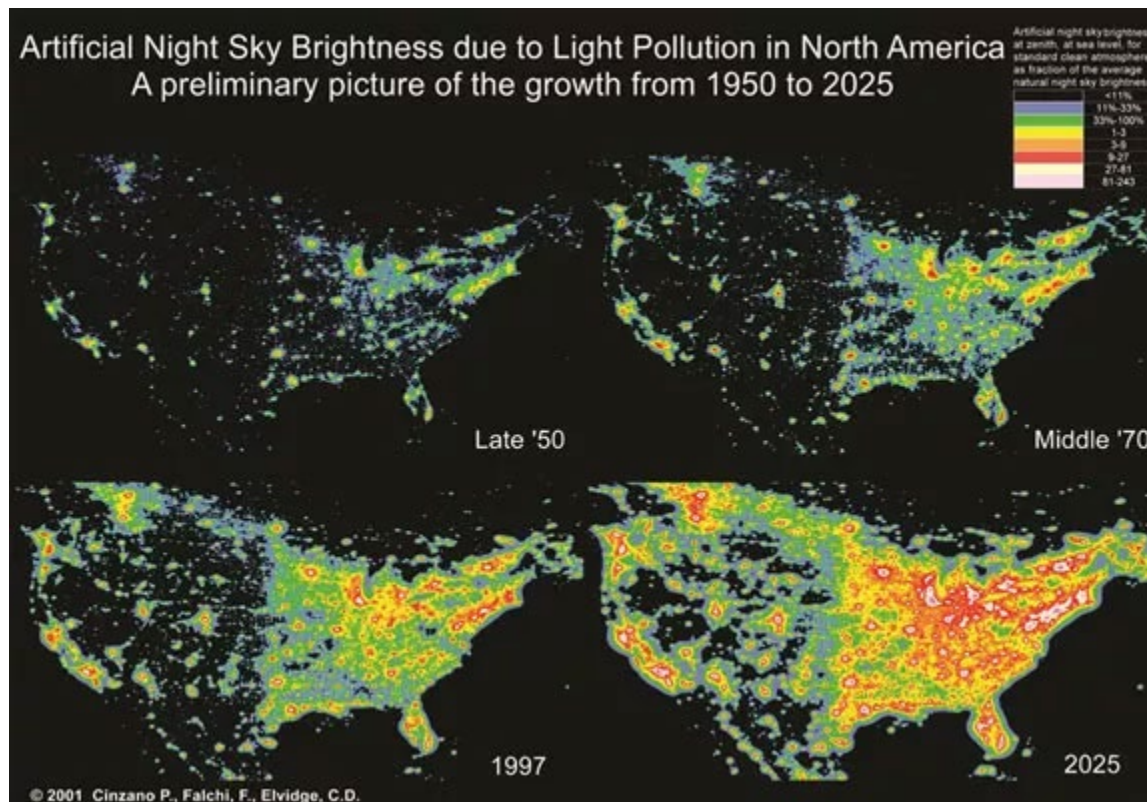 Artificial Night Sky Brightness due to Light Pollution in North America
A preliminary picture of the growth from 1950 to 2025
Artificial night sky brightness
at zenith, at sea level, for
standard clean atmosphere
as fraction of the average
natural night sky brightness
<11%
11%-33%
33%-100%
1-3
3-9
9-27
27-81
81-243
Late '50
Middle '70
1997
2025
© 2001 Cinzano P., Falchi, F., Elvidge, C.D.